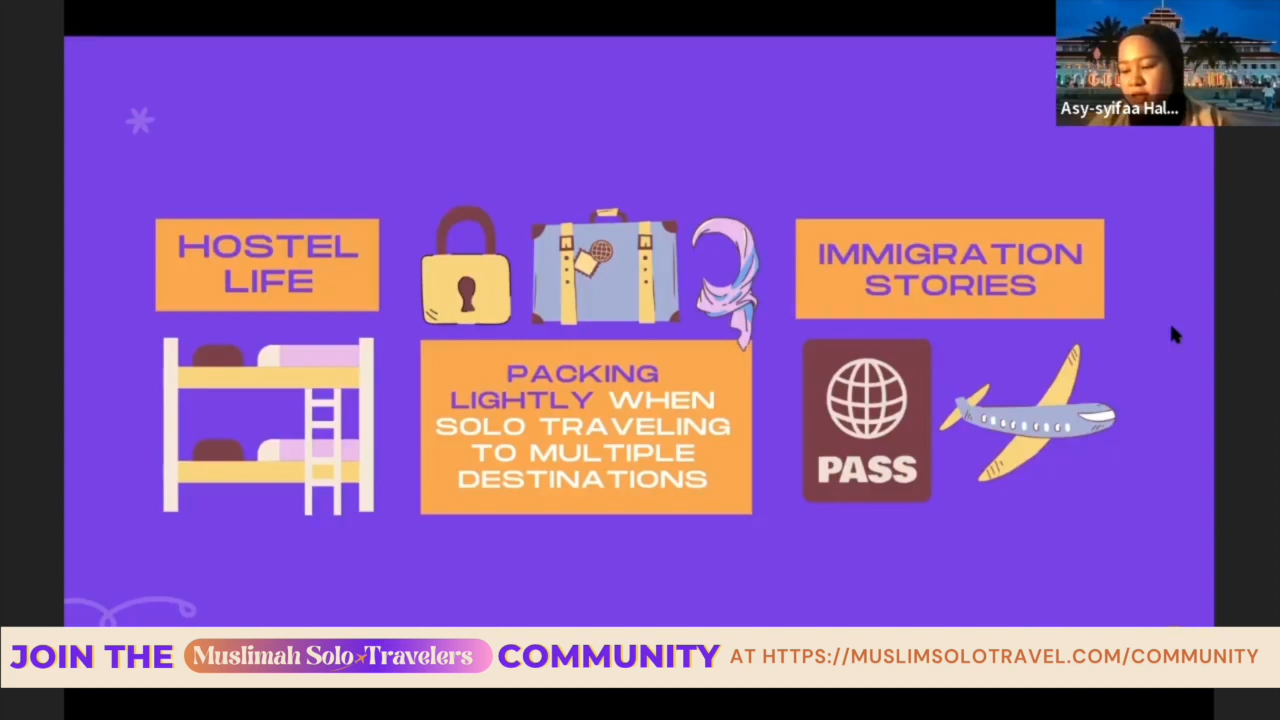 Asy-syifaa Hal...
HOSTEL
LIFE
PACKING
LIGHTLY WHEN
SOLO TRAVELING
TO MULTIPLE
DESTINATIONS
IMMIGRATION
STORIES
PASS
JOIN THE Muslimah Solo Travelers COMMUNITY AT HTTPS://MUSLIMSOLOTRAVEL.COM/COMMUNITY